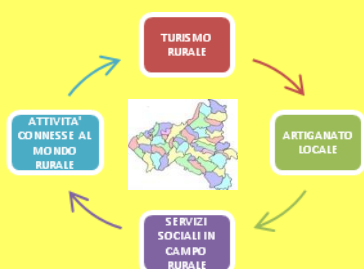 TURISMO
RURALE
ARTIGIANATO
LOCALE
SERVIZI
SOCIALI IN
CAMPO
RURALE
ATTIVITA'
CONNESSE AL
MONDO
RURALE